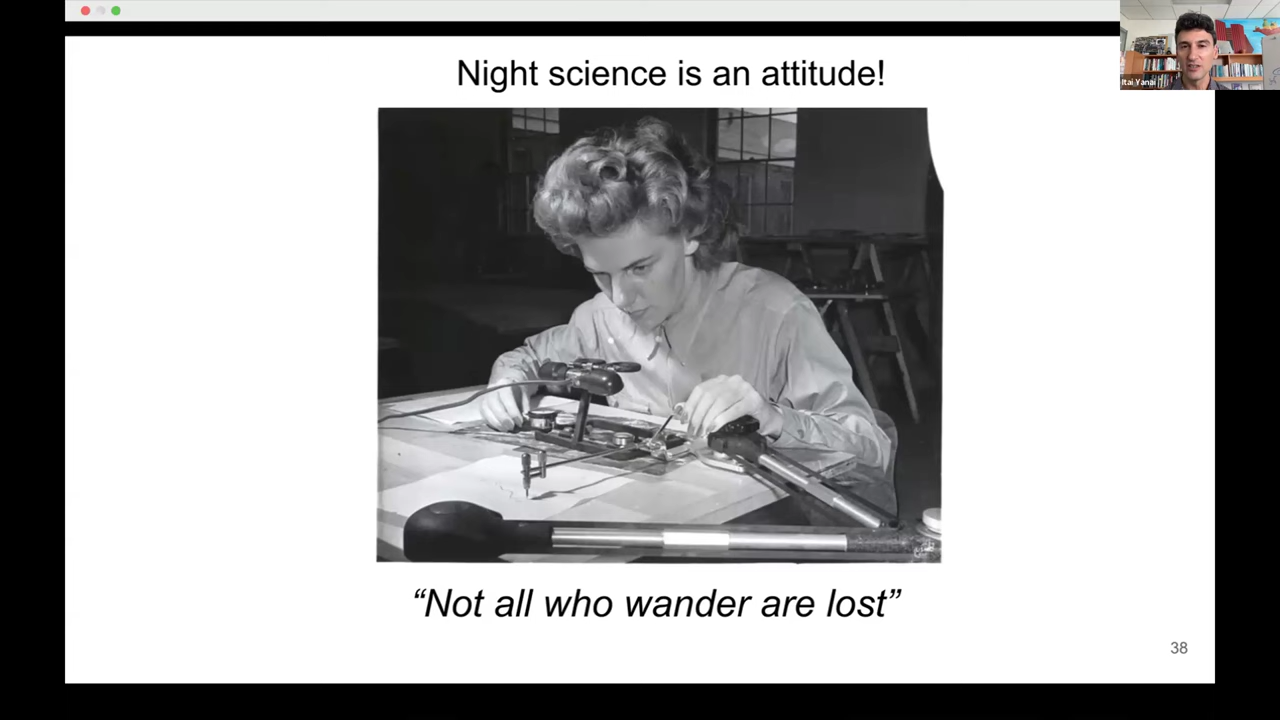 Night science is an attitude!
Itai Yanai
“Not all who wander are lost”
38